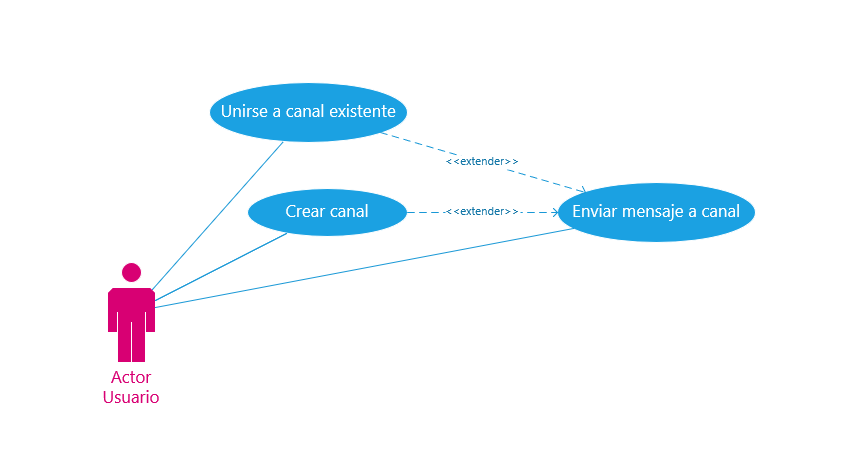 Unirse a canal existente
<<extender>>
Crear canal
<<extender>>
Enviar mensaje a canal
Actor
Usuario